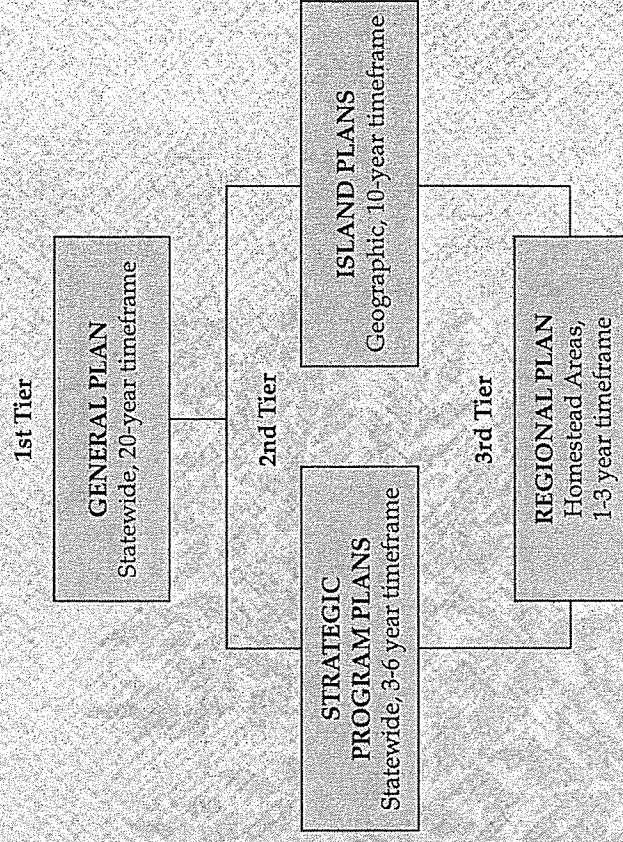 1st Tier
GENERAL PLAN
Statewide, 20-year timeframe
2nd Tier
STRATEGIC
PROGRAM PLANS
Statewide, 3-6 year timeframe
ISLAND PLANS
Geographic, 10-year timeframe
3rd Tier
REGIONAL PLAN
Homestead Areas,
1-3 year timeframe